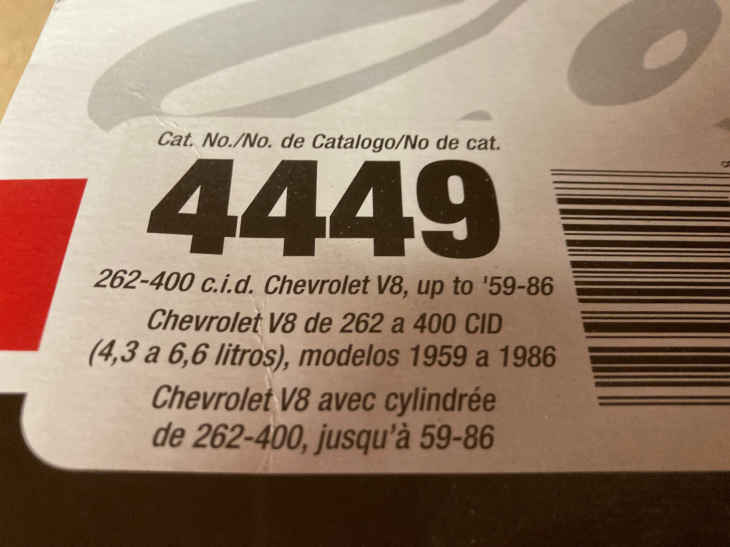 Cat. No./No. de Catalogo/No de cat.
4449
262-400 c.i.d. Chevrolet V8, up to '59-86
Chevrolet V8 de 262 a 400 CID
(4,3 a 6,6 litros), modelos 1959 a 1986
Chevrolet V8 avec cylindrée
de 262-400, jusqu'à 59-86